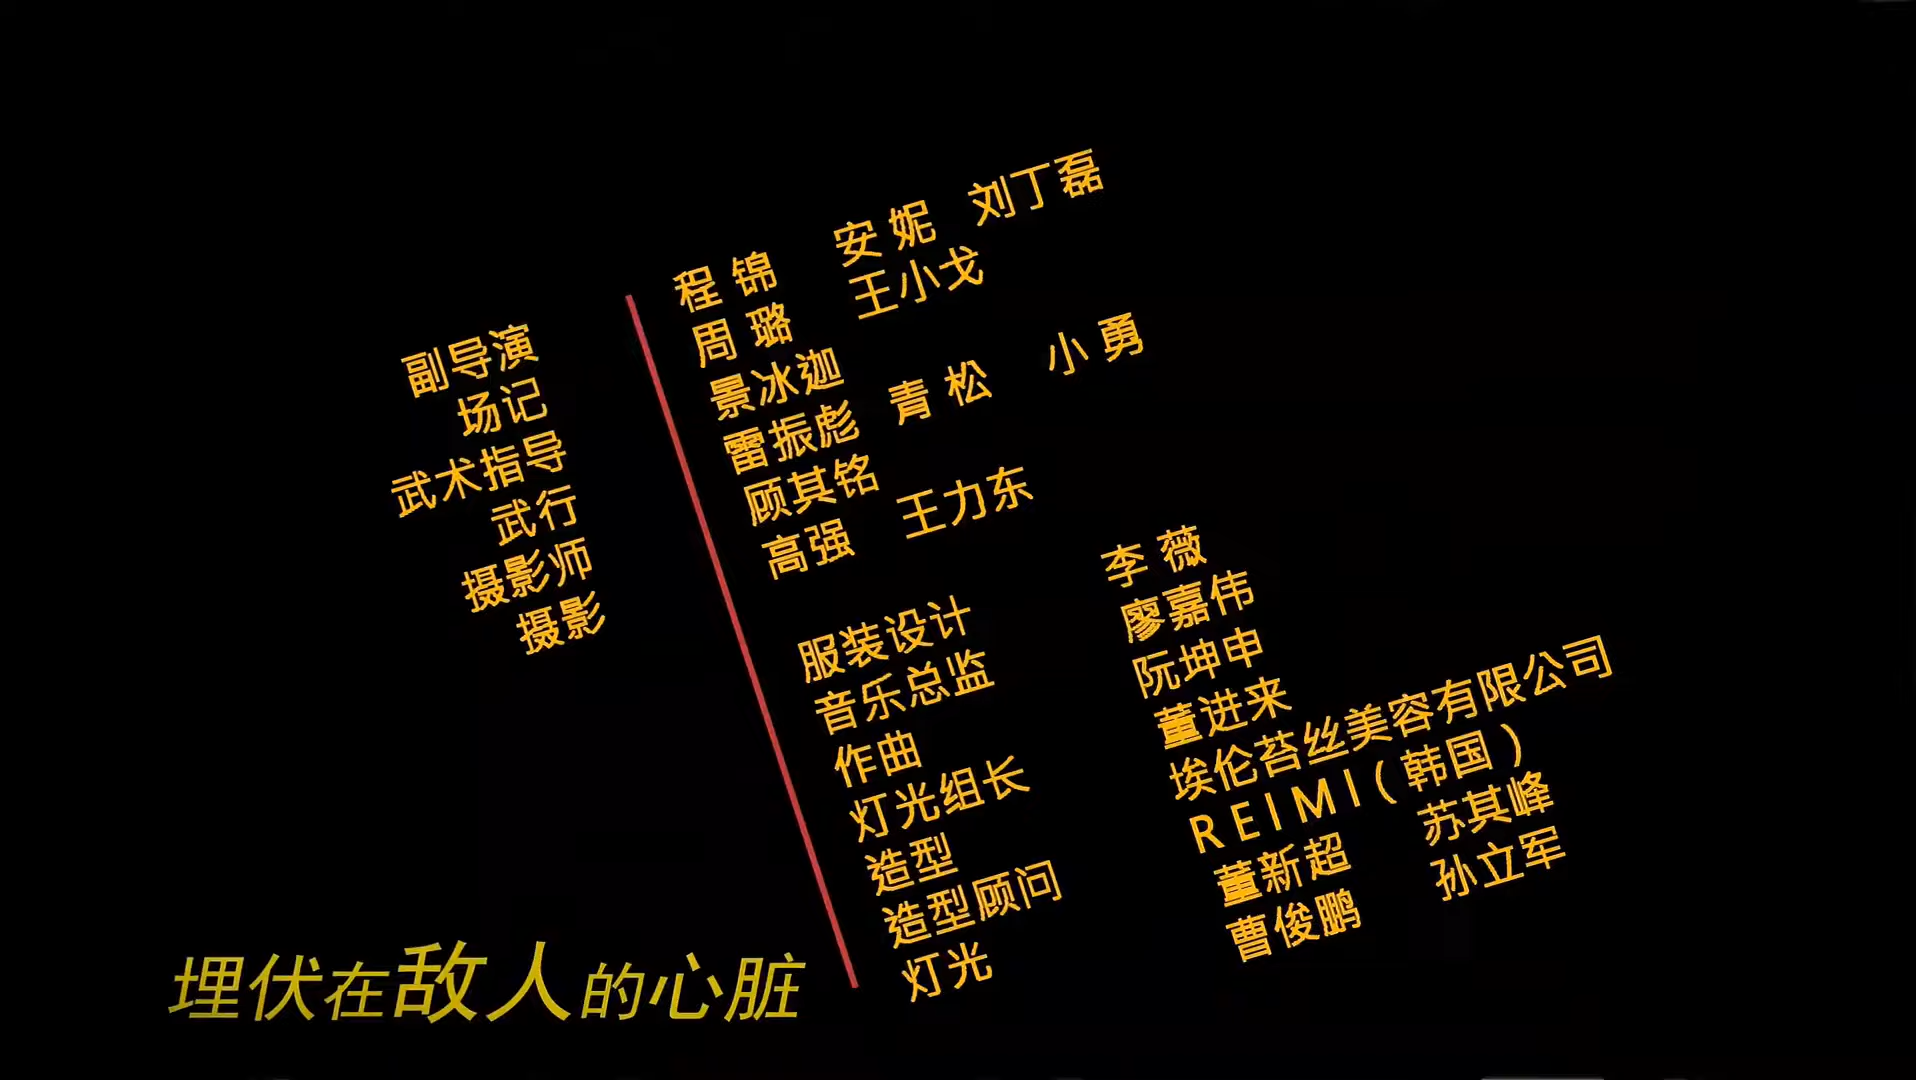 副导演 程锦 安妮 刘丁磊
场记 周璐 王小戈
武术指导 景冰迦
武行 雷振彪 青松 小勇
摄影师 顾其铭
摄影 高强 王力东
服装设计 李薇
音乐总监 廖嘉伟
作曲 阮坤申
灯光组长 董进来
造型 埃伦苔丝美容有限公司
造型顾问 REIMI(韩国)
灯光 董新超 苏其峰
曹俊鹏 孙立军
埋伏在敌人的心脏